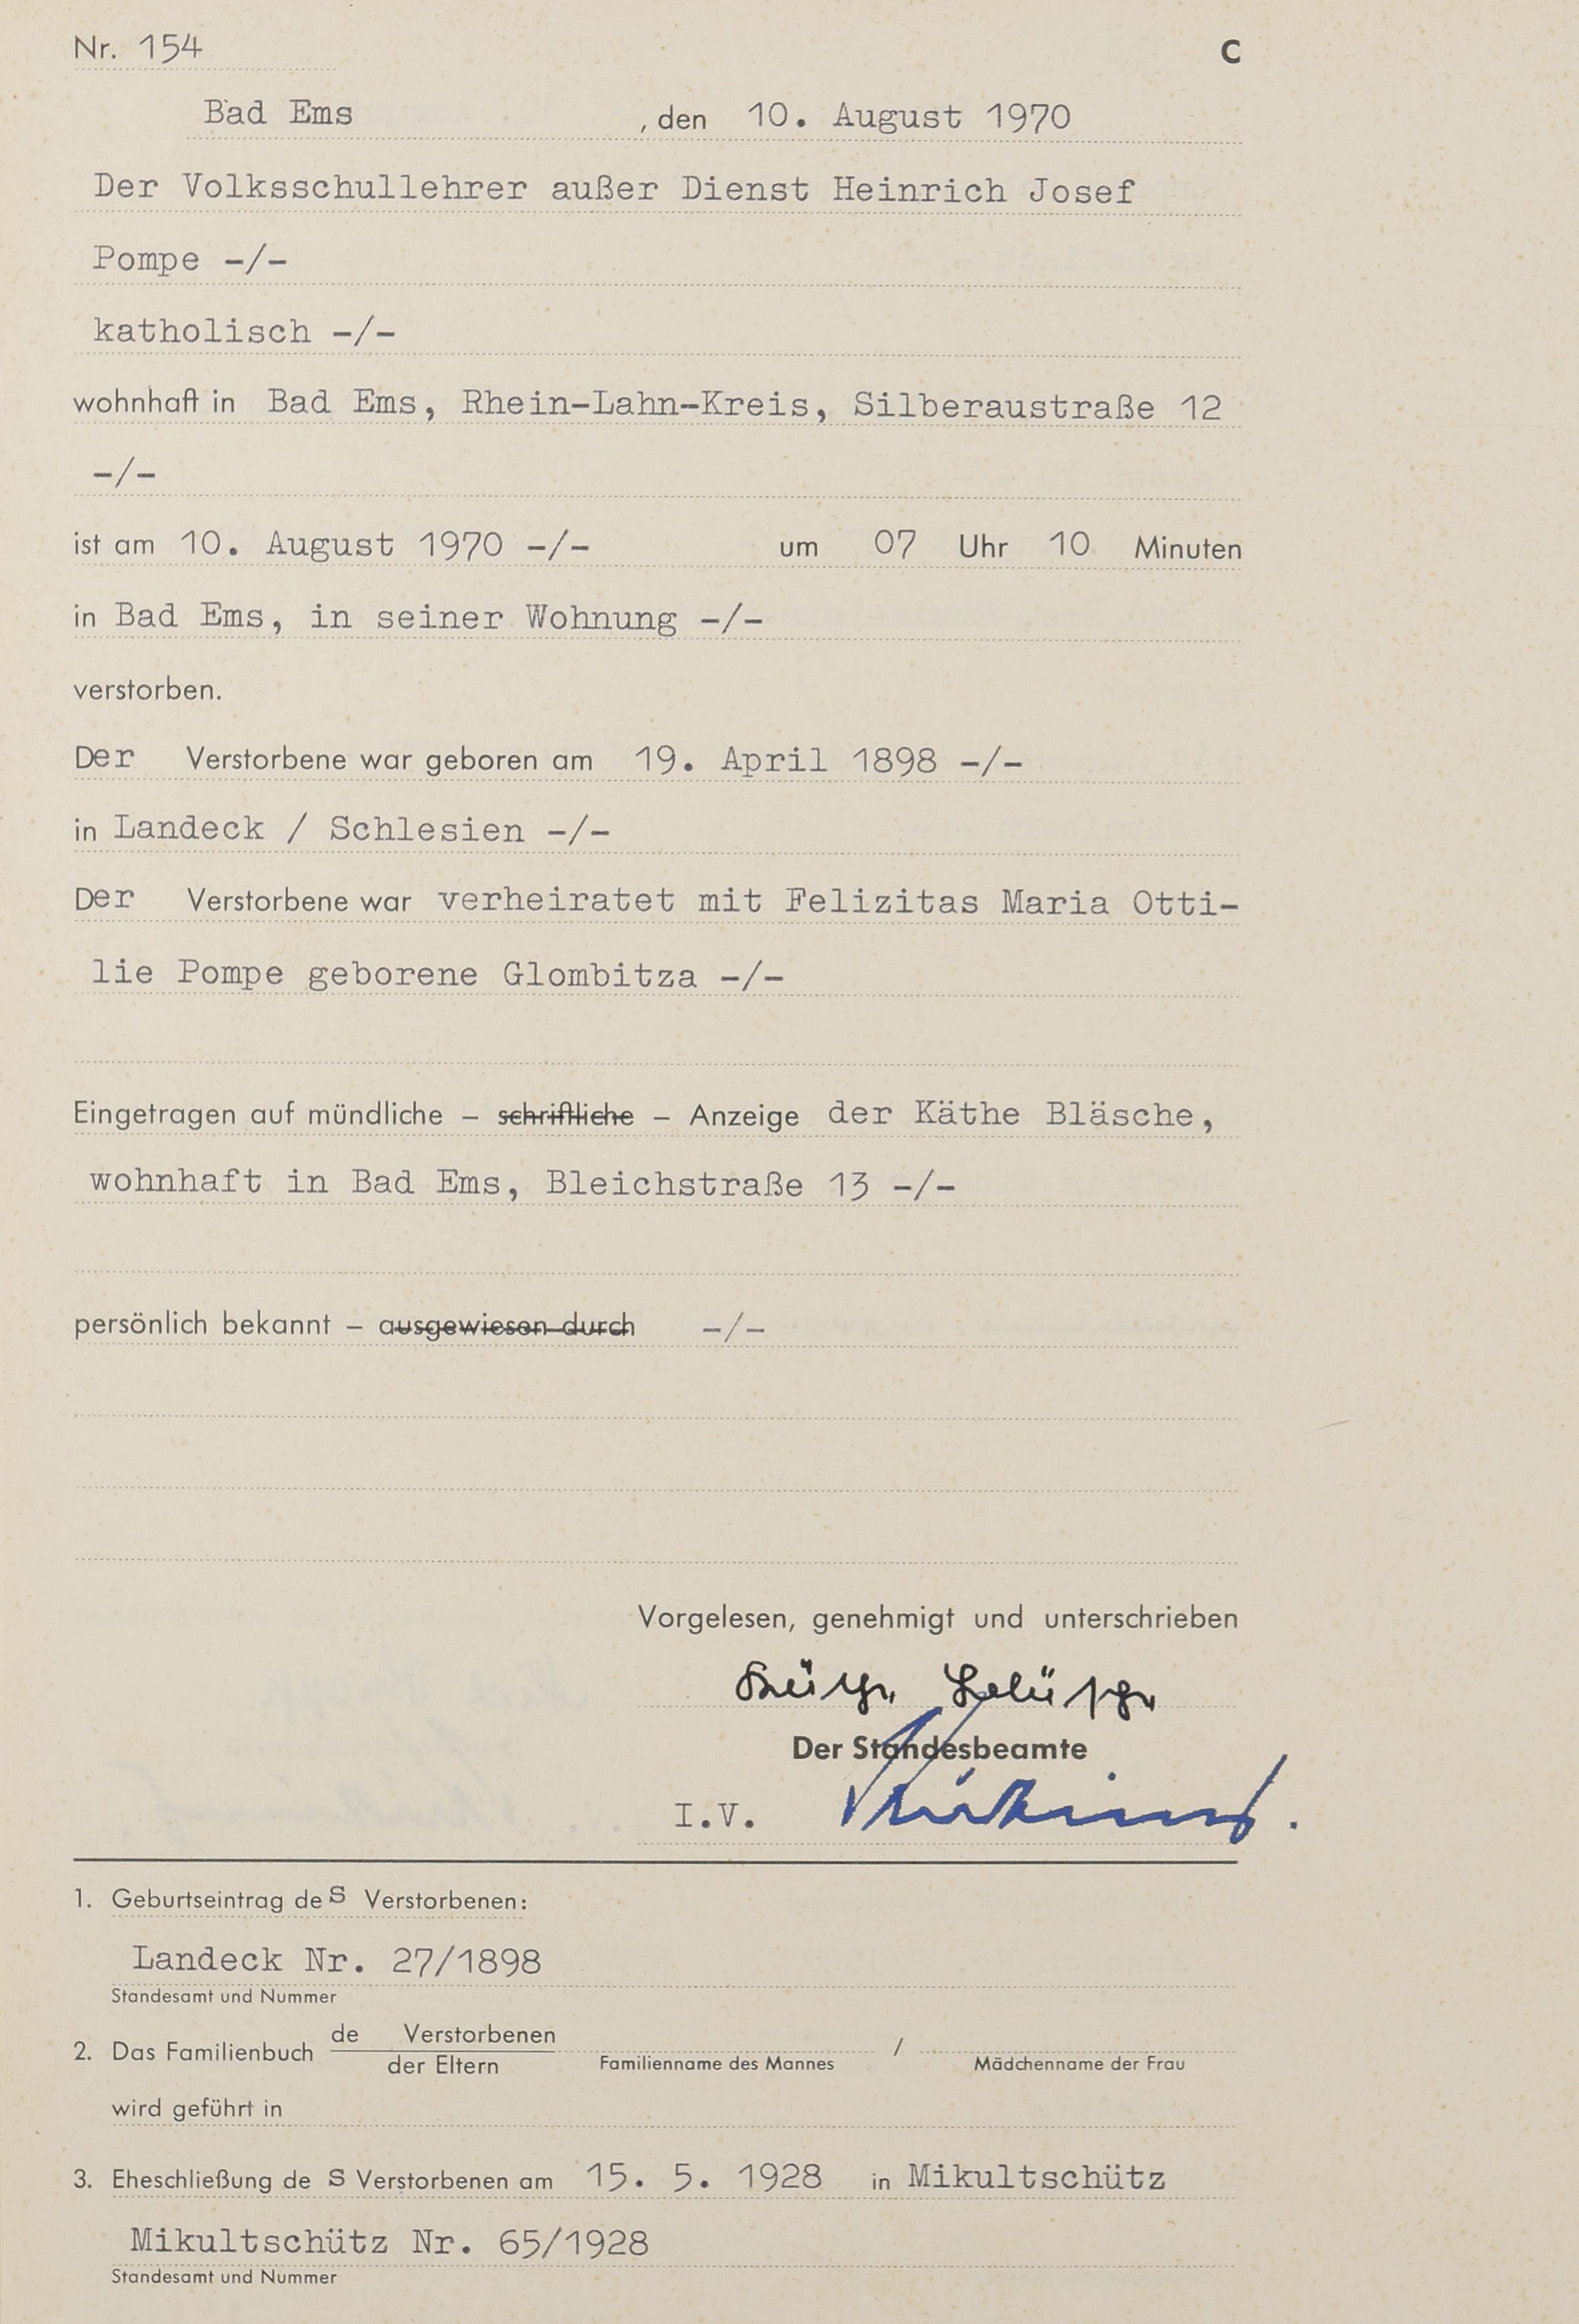 Nr. 154
C
Bad Ems , den 10. August 1970
Der Volksschullehrer außer Dienst Heinrich Josef
Pompe -/-
katholisch -/-
wohnhaft in Bad Ems, Rhein-Lahn-Kreis, Silberaustraße 12
-/-
ist am 10. August 1970 -/- um 07 Uhr 10 Minuten
in Bad Ems, in seiner Wohnung -/-
verstorben.
Der Verstorbene war geboren am 19. April 1898 -/-
in Landeck / Schlesien -/-
Der Verstorbene war verheiratet mit Felizitas Maria Otti-
lie Pompe geborene Glombitza -/-
Eingetragen auf mündliche – schriftliche – Anzeige der Käthe Bläsche,
wohnhaft in Bad Ems, Bleichstraße 13 -/-
persönlich bekannt – ausgewiesen durch -/-
Vorgelesen, genehmigt und unterschrieben
Käthe Bläsche
Der Standesbeamte
I.V.
1. Geburtseintrag des Verstorbenen:
Landeck Nr. 27/1898
Standesamt und Nummer
2. Das Familienbuch de Verstorbenen
der Eltern
Familienname des Mannes / Mädchenname der Frau
wird geführt in
3. Eheschließung des Verstorbenen am 15. 5. 1928 in Mikultschütz
Mikultschütz Nr. 65/1928
Standesamt und Nummer